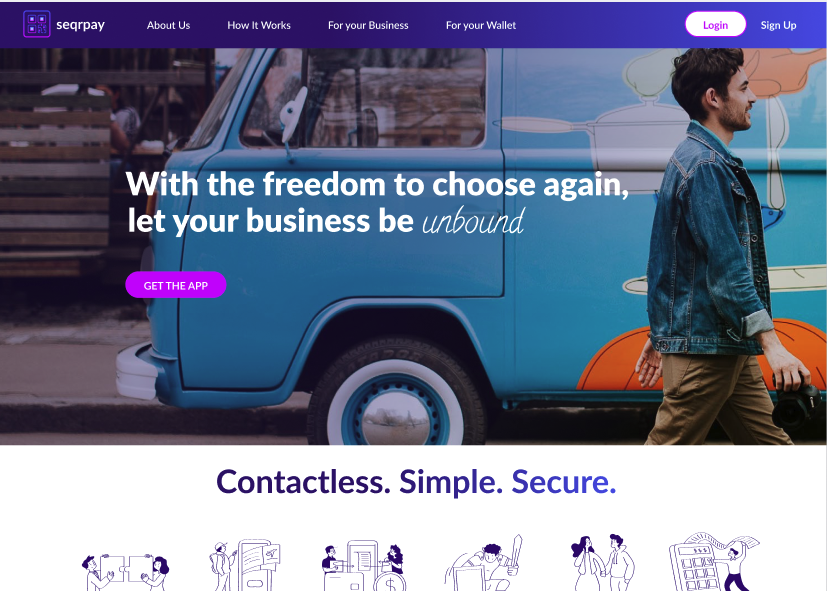 seqrpay
About Us
How It Works
For your Business
For your Wallet
Login
Sign Up
With the freedom to choose again,
let your business be unbound
GET THE APP
Contactless. Simple. Secure.
$$$
$